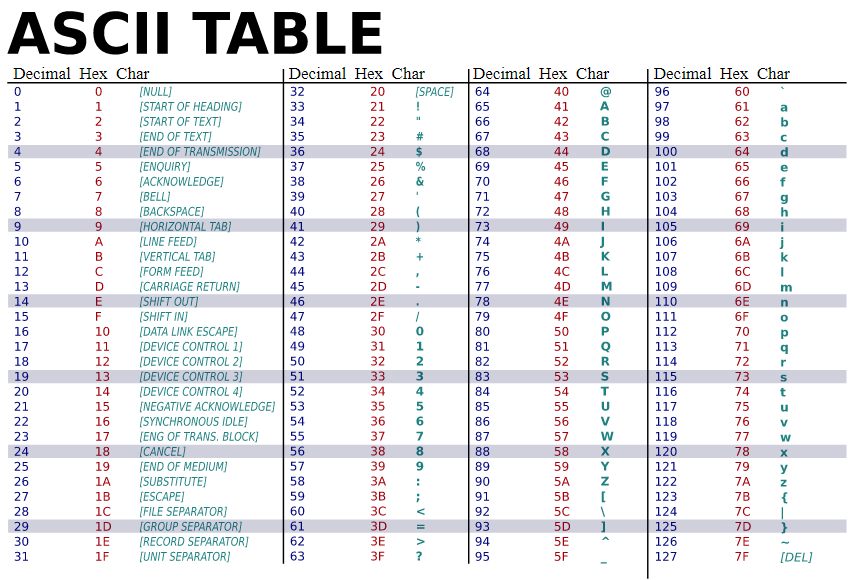 ASCII TABLE
Decimal Hex Char Decimal Hex Char Decimal Hex Char Decimal Hex Char
0 0 [NULL] 32 20 [SPACE] 64 40 @ 96 60 `
1 1 [START OF HEADING] 33 21 ! 65 41 A 97 61 a
2 2 [START OF TEXT] 34 22 " 66 42 B 98 62 b
3 3 [END OF TEXT] 35 23 # 67 43 C 99 63 c
4 4 [END OF TRANSMISSION] 36 24 $ 68 44 D 100 64 d
5 5 [ENQUIRY] 37 25 % 69 45 E 101 65 e
6 6 [ACKNOWLEDGE] 38 26 & 70 46 F 102 66 f
7 7 [BELL] 39 27 ' 71 47 G 103 67 g
8 8 [BACKSPACE] 40 28 ( 72 48 H 104 68 h
9 9 [HORIZONTAL TAB] 41 29 ) 73 49 I 105 69 i
10 A [LINE FEED] 42 2A * 74 4A J 106 6A j
11 B [VERTICAL TAB] 43 2B + 75 4B K 107 6B k
12 C [FORM FEED] 44 2C , 76 4C L 108 6C l
13 D [CARRIAGE RETURN] 45 2D - 77 4D M 109 6D m
14 E [SHIFT OUT] 46 2E . 78 4E N 110 6E n
15 F [SHIFT IN] 47 2F / 79 4F O 111 6F o
16 10 [DATA LINK ESCAPE] 48 30 0 80 50 P 112 70 p
17 11 [DEVICE CONTROL 1] 49 31 1 81 51 Q 113 71 q
18 12 [DEVICE CONTROL 2] 50 32 2 82 52 R 114 72 r
19 13 [DEVICE CONTROL 3] 51 33 3 83 53 S 115 73 s
20 14 [DEVICE CONTROL 4] 52 34 4 84 54 T 116 74 t
21 15 [NEGATIVE ACKNOWLEDGE] 53 35 5 85 55 U 117 75 u
22 16 [SYNCHRONOUS IDLE] 54 36 6 86 56 V 118 76 v
23 17 [ENG OF TRANS. BLOCK] 55 37 7 87 57 W 119 77 w
24 18 [CANCEL] 56 38 8 88 58 X 120 78 x
25 19 [END OF MEDIUM] 57 39 9 89 59 Y 121 79 y
26 1A [SUBSTITUTE] 58 3A : 90 5A Z 122 7A z
27 1B [ESCAPE] 59 3B ; 91 5B [ 123 7B {
28 1C [FILE SEPARATOR] 60 3C < 92 5C \ 124 7C |
29 1D [GROUP SEPARATOR] 61 3D = 93 5D ] 125 7D }
30 1E [RECORD SEPARATOR] 62 3E > 94 5E ^ 126 7E ~
31 1F [UNIT SEPARATOR] 63 3F ? 95 5F _ 127 7F [DEL]